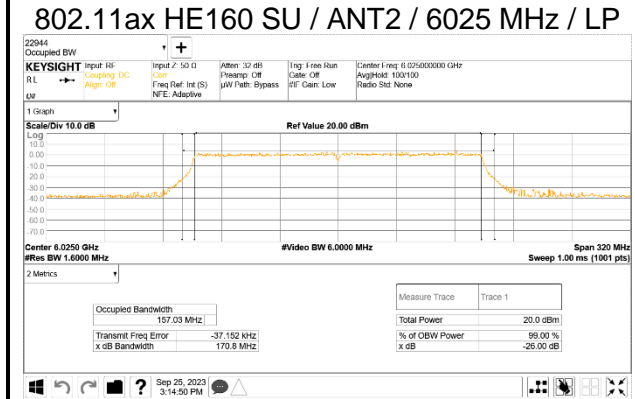 802.11ax HE160 SU / ANT2 / 6025 MHz / LP
22944
Occupied BW
KEYSIGHT Input: RF Input Z: 50 Ω Atten: 32 dB Trig: Free Run Center Freq: 6.025000000 GHz
R L Coupling: DC Corr Preamp: Off Gate: Off Avg|Hold: 100/100
Align: Off Freq Ref: Int (S) µW Path: Bypass #IF Gain: Low Radio Std: None
NFE: Adaptive
1 Graph
Scale/Div 10.0 dB Ref Value 20.00 dBm
Log
10.0
0.00
-10.0
-20.0
-30.0
-40.0
-50.0
-60.0
-70.0
Center 6.0250 GHz #Video BW 6.0000 MHz Span 320 MHz
#Res BW 1.6000 MHz Sweep 1.00 ms (1001 pts)
2 Metrics
Measure Trace Trace 1
Occupied Bandwidth
157.03 MHz Total Power 20.0 dBm
Transmit Freq Error -37.152 kHz % of OBW Power 99.00 %
x dB Bandwidth 170.8 MHz x dB -26.00 dB
Sep 25, 2023
3:14:50 PM